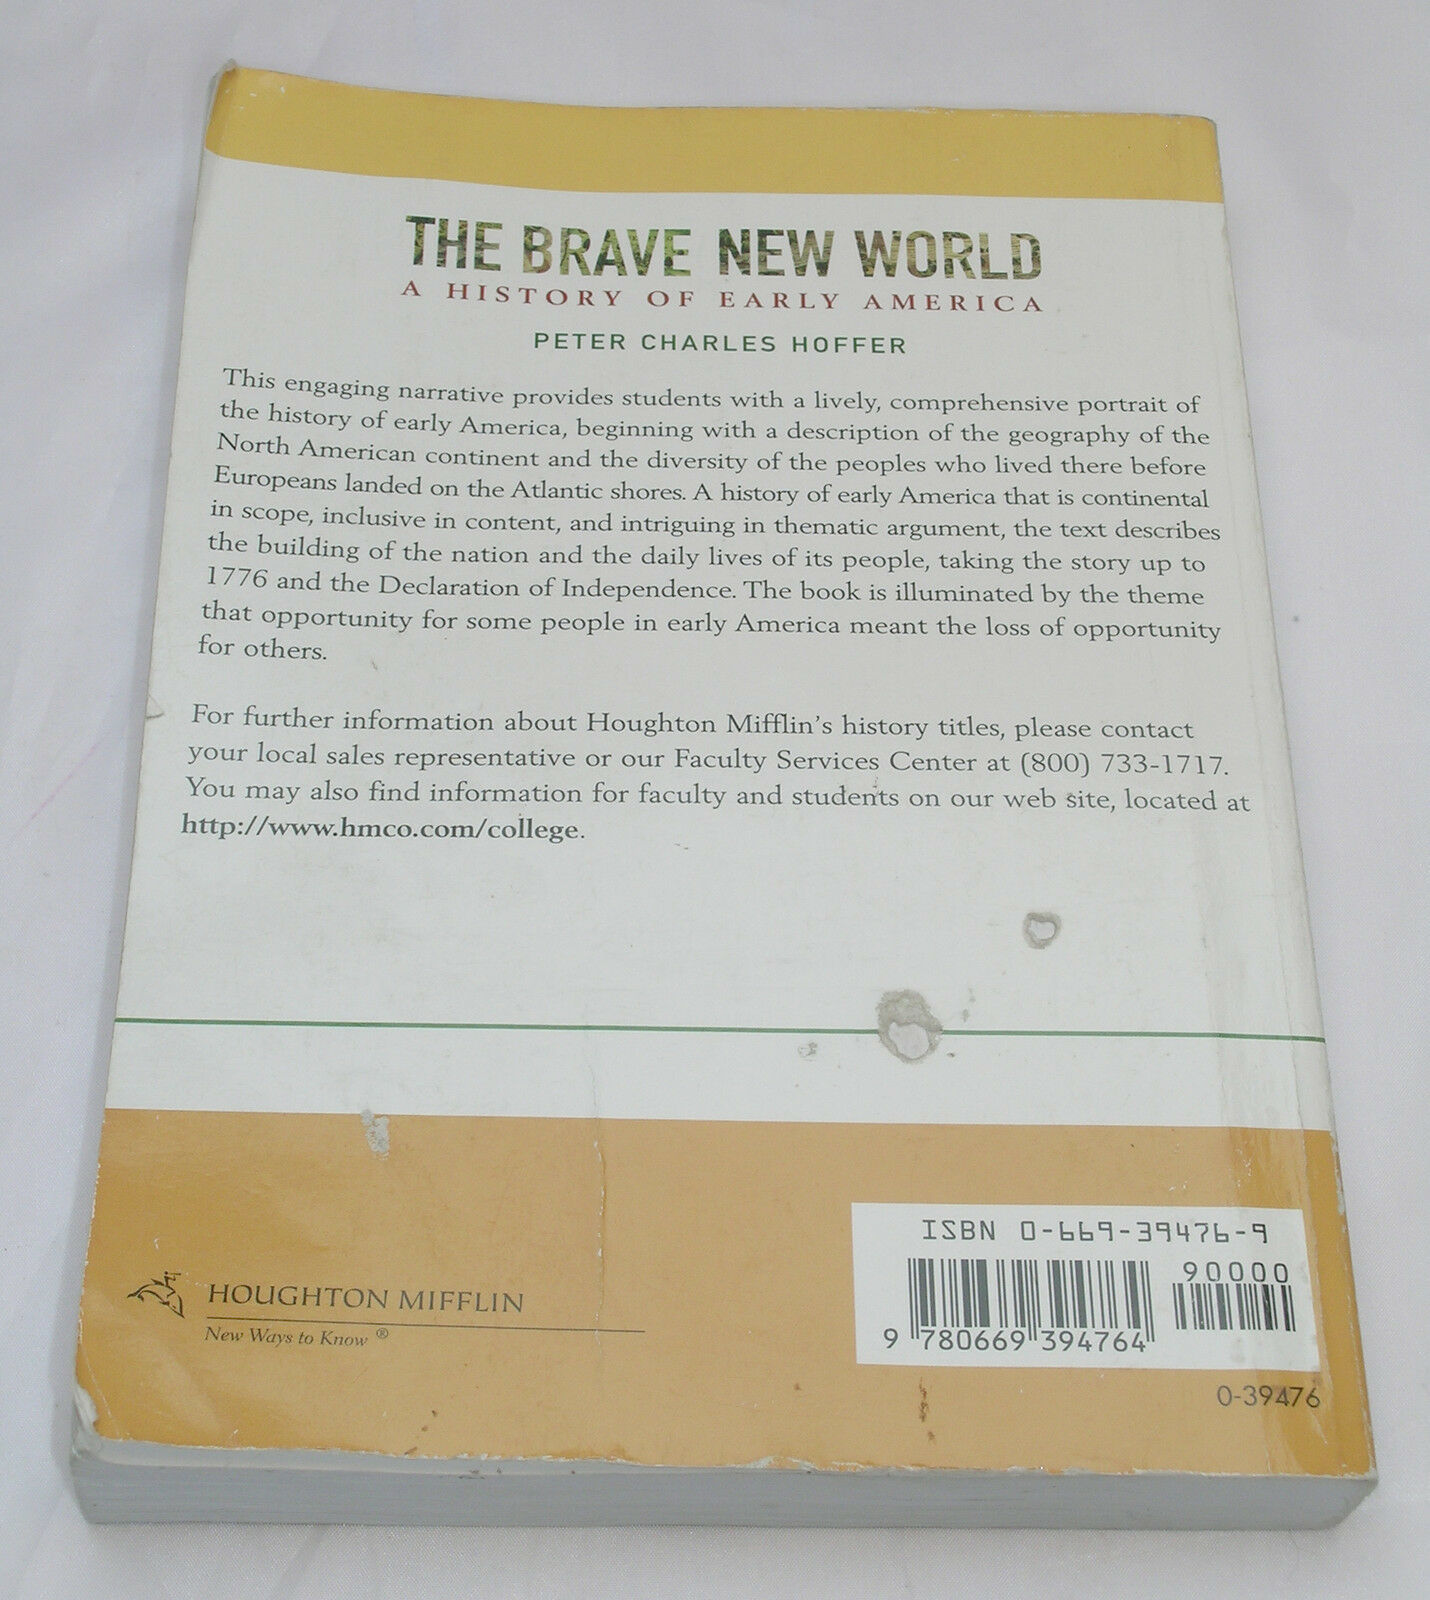 THE BRAVE NEW WORLD
A HISTORY OF EARLY AMERICA
PETER CHARLES HOFFER
This engaging narrative provides students with a lively, comprehensive portrait of
the history of early America, beginning with a description of the geography of the
North American continent and the diversity of the peoples who lived there before
Europeans landed on the Atlantic shores. A history of early America that is continental
in scope, inclusive in content, and intriguing in thematic argument, the text describes
the building of the nation and the daily lives of its people, taking the story up to
1776 and the Declaration of Independence. The book is illuminated by the theme
that opportunity for some people in early America meant the loss of opportunity
for others.
For further information about Houghton Mifflin's history titles, please contact
your local sales representative or our Faculty Services Center at (800) 733-1717.
You may also find information for faculty and students on our web site, located at
http://www.hmco.com/college.
ISBN 0-669-39476-9
90000
9 780669 394764
HOUGHTON MIFFLIN
New Ways to Know ®
0-39476